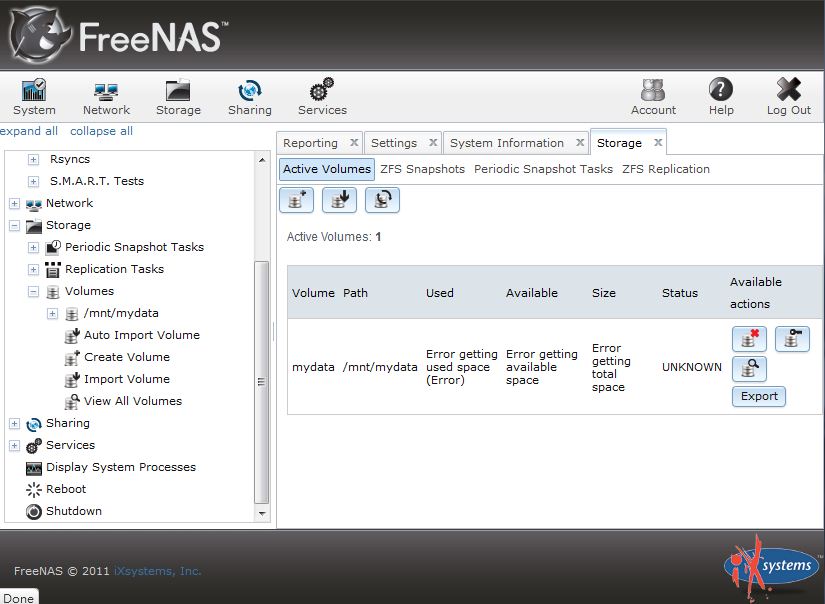 FreeNAS™
System Network Storage Sharing Services Account Help Log Out
expand all collapse all
Rsyncs
S.M.A.R.T. Tests
Network
Storage
Periodic Snapshot Tasks
Replication Tasks
Volumes
/mnt/mydata
Auto Import Volume
Create Volume
Import Volume
View All Volumes
Sharing
Services
Display System Processes
Reboot
Shutdown
Reporting x Settings x System Information x Storage x
Active Volumes ZFS Snapshots Periodic Snapshot Tasks ZFS Replication
Active Volumes: 1
Volume Path Used Available Size Status Available
actions
mydata /mnt/mydata
Error getting
used space
(Error)
Error getting
available
space
Error
getting
total
space
UNKNOWN
Export
FreeNAS © 2011 iXsystems, Inc.
iXsystems™
Done